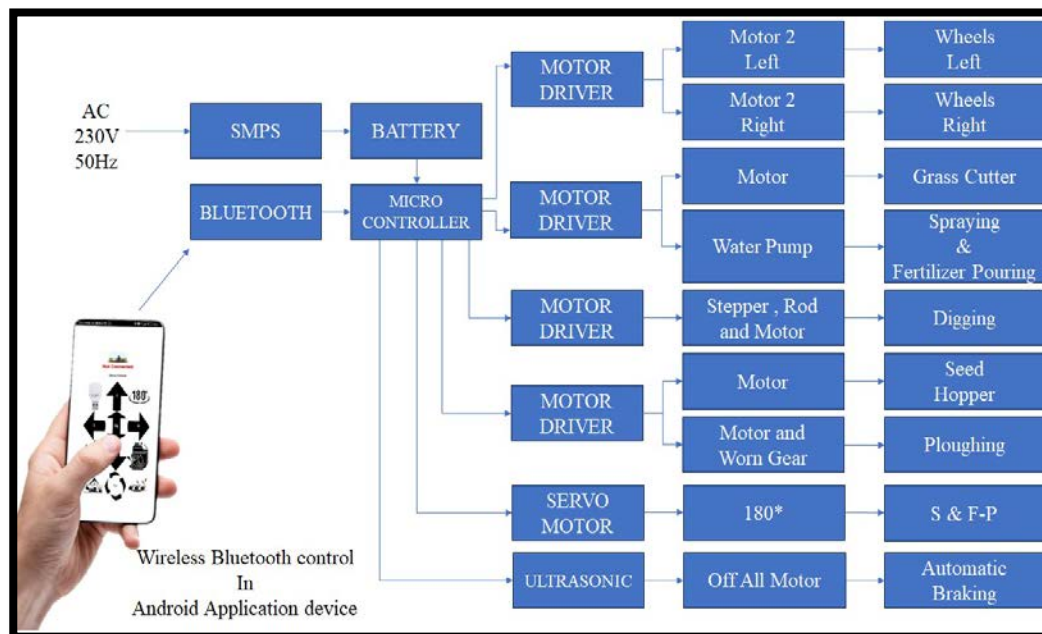 AC
230V
50Hz
SMPS
BATTERY
BLUETOOTH
MICRO
CONTROLLER
MOTOR
DRIVER
Motor 2
Left
Wheels
Left
Motor 2
Right
Wheels
Right
MOTOR
DRIVER
Motor
Grass Cutter
Water Pump
Spraying
&
Fertilizer Pouring
MOTOR
DRIVER
Stepper , Rod
and Motor
Digging
MOTOR
DRIVER
Motor
Seed
Hopper
Motor and
Worn Gear
Ploughing
SERVO
MOTOR
180*
S & F-P
ULTRASONIC
Off All Motor
Automatic
Braking
Not Connected
180°
Wireless Bluetooth control
In
Android Application device